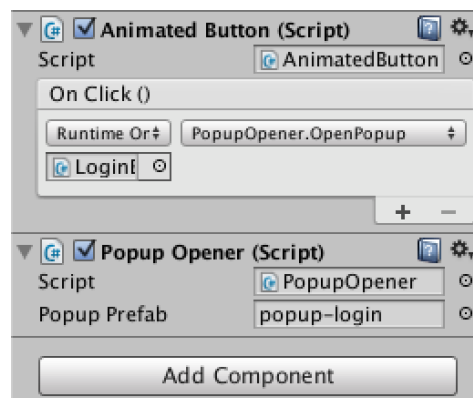 Animated Button (Script)
Script AnimatedButton
On Click ()
Runtime Or PopupOpener.OpenPopup
LoginB
Popup Opener (Script)
Script PopupOpener
Popup Prefab popup-login
Add Component